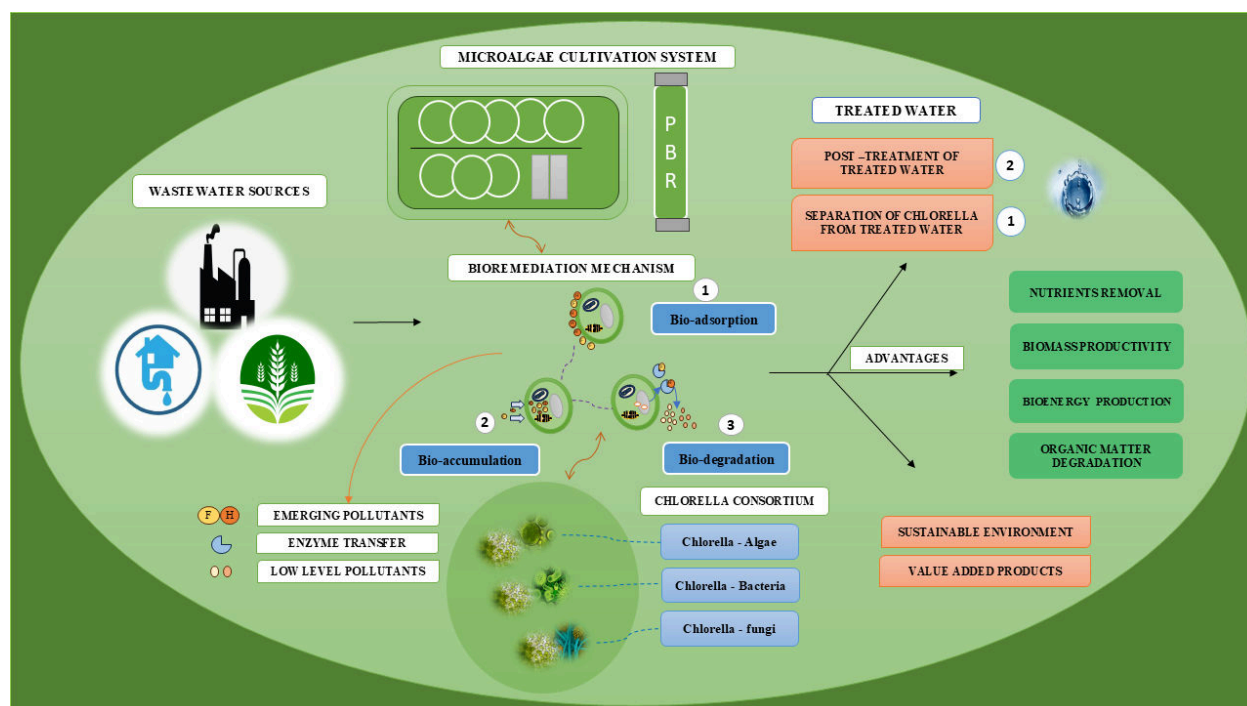 MICROALGAE CULTIVATION SYSTEM
P
B
R
WASTEWATER SOURCES
TREATED WATER
POST –TREATMENT OF
TREATED WATER
2
SEPARATION OF CHLORELLA
FROM TREATED WATER
1
BIOREMEDIATION MECHANISM
1
Bio-adsorption
NUTRIENTS REMOVAL
BIOMASS PRODUCTIVITY
ADVANTAGES
BIOENERGY PRODUCTION
ORGANIC MATTER
DEGRADATION
2
Bio-accumulation
3
Bio-degradation
F H EMERGING POLLUTANTS
ENZYME TRANSFER
LOW LEVEL POLLUTANTS
CHLORELLA CONSORTIUM
Chlorella - Algae
Chlorella - Bacteria
Chlorella - fungi
SUSTAINABLE ENVIRONMENT
VALUE ADDED PRODUCTS